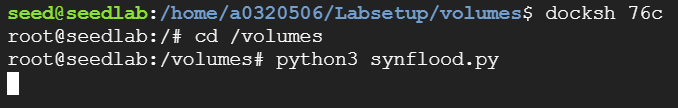 seed@seedlab:/home/a0320506/Labsetup/volumes$ docksh 76c
root@seedlab:/# cd /volumes
root@seedlab:/volumes# python3 synflood.py